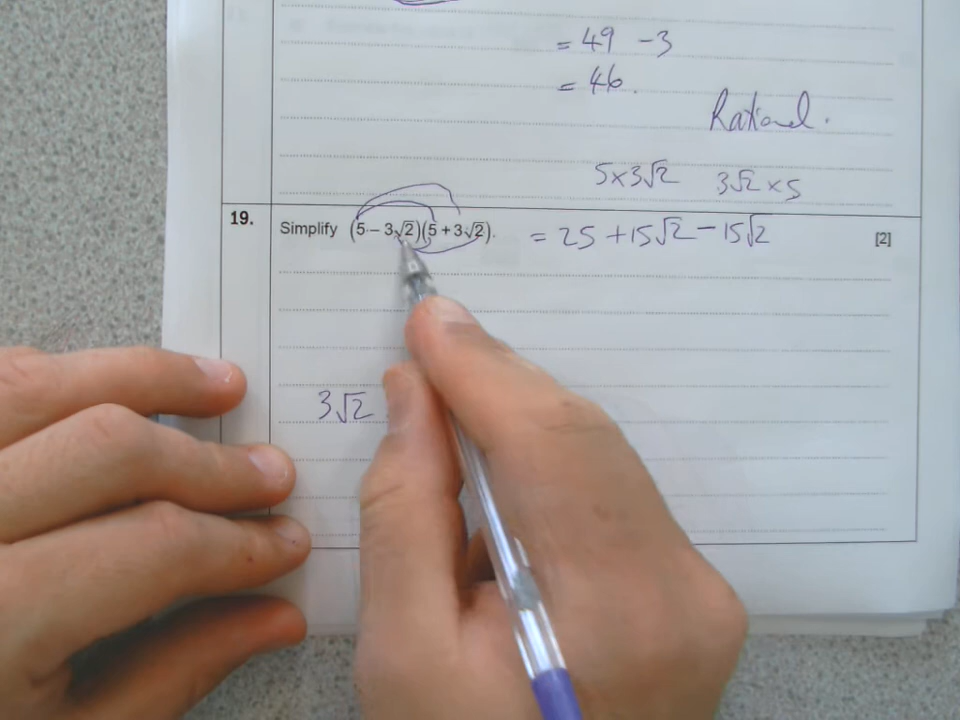 = 49 - 3
= 46.
Rational.
5×3√2 3√2 × 5
19. Simplify (5 - 3√2)(5 + 3√2). = 25 + 15√2 - 15√2 [2]
3√2